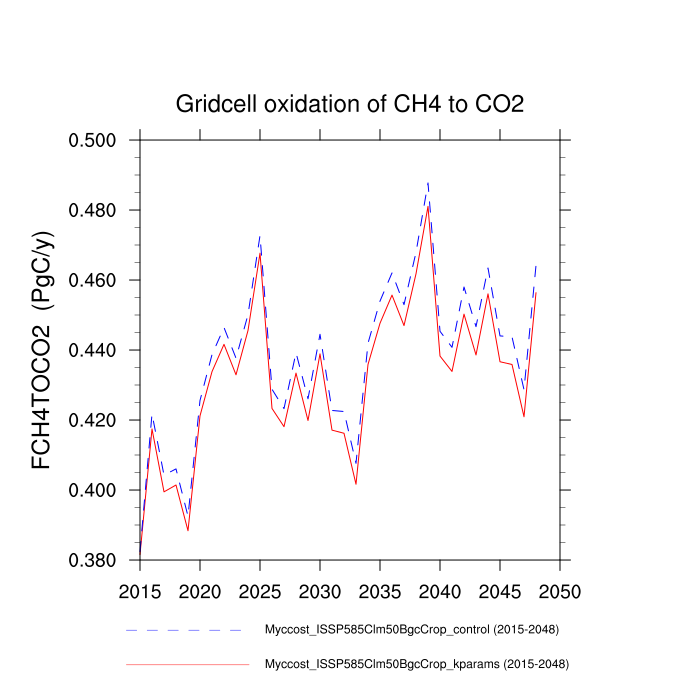 Gridcell oxidation of CH4 to CO2
FCH4TOCO2 (PgC/y)
0.500
0.480
0.460
0.440
0.420
0.400
0.380
2015 2020 2025 2030 2035 2040 2045 2050
Myccost_ISSP585Clm50BgcCrop_control (2015-2048)
Myccost_ISSP585Clm50BgcCrop_kparams (2015-2048)